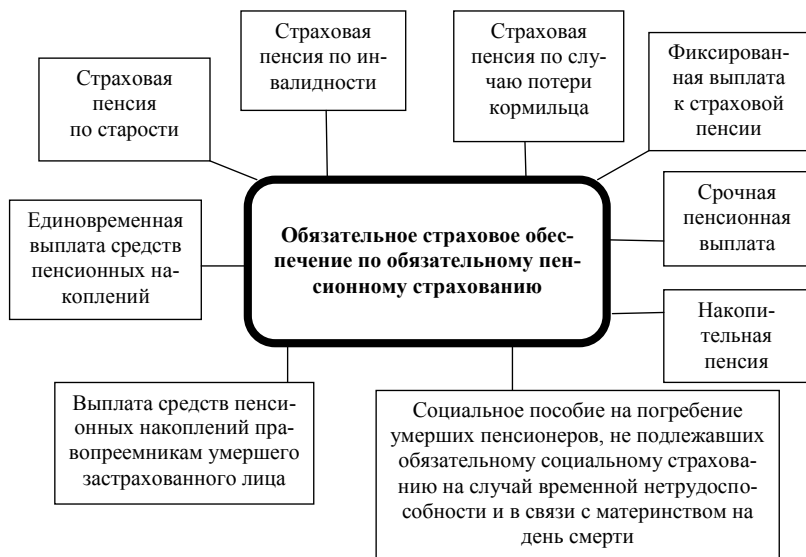 Страховая
пенсия
по старости
Страховая
пенсия по ин-
валидности
Страховая
пенсия по слу-
чаю потери
кормильца
Фиксирован-
ная выплата
к страховой
пенсии
Единовременная
выплата средств
пенсионных на-
коплений
Обязательное страховое обес-
печение по обязательному пен-
сионному страхованию
Срочная
пенсионная
выплата
Накопи-
тельная
пенсия
Выплата средств пенси-
онных накоплений пра-
вопреемникам умершего
застрахованного лица
Социальное пособие на погребение
умерших пенсионеров, не подлежавших
обязательному социальному страхова-
нию на случай временной нетрудоспо-
собности и в связи с материнством на
день смерти